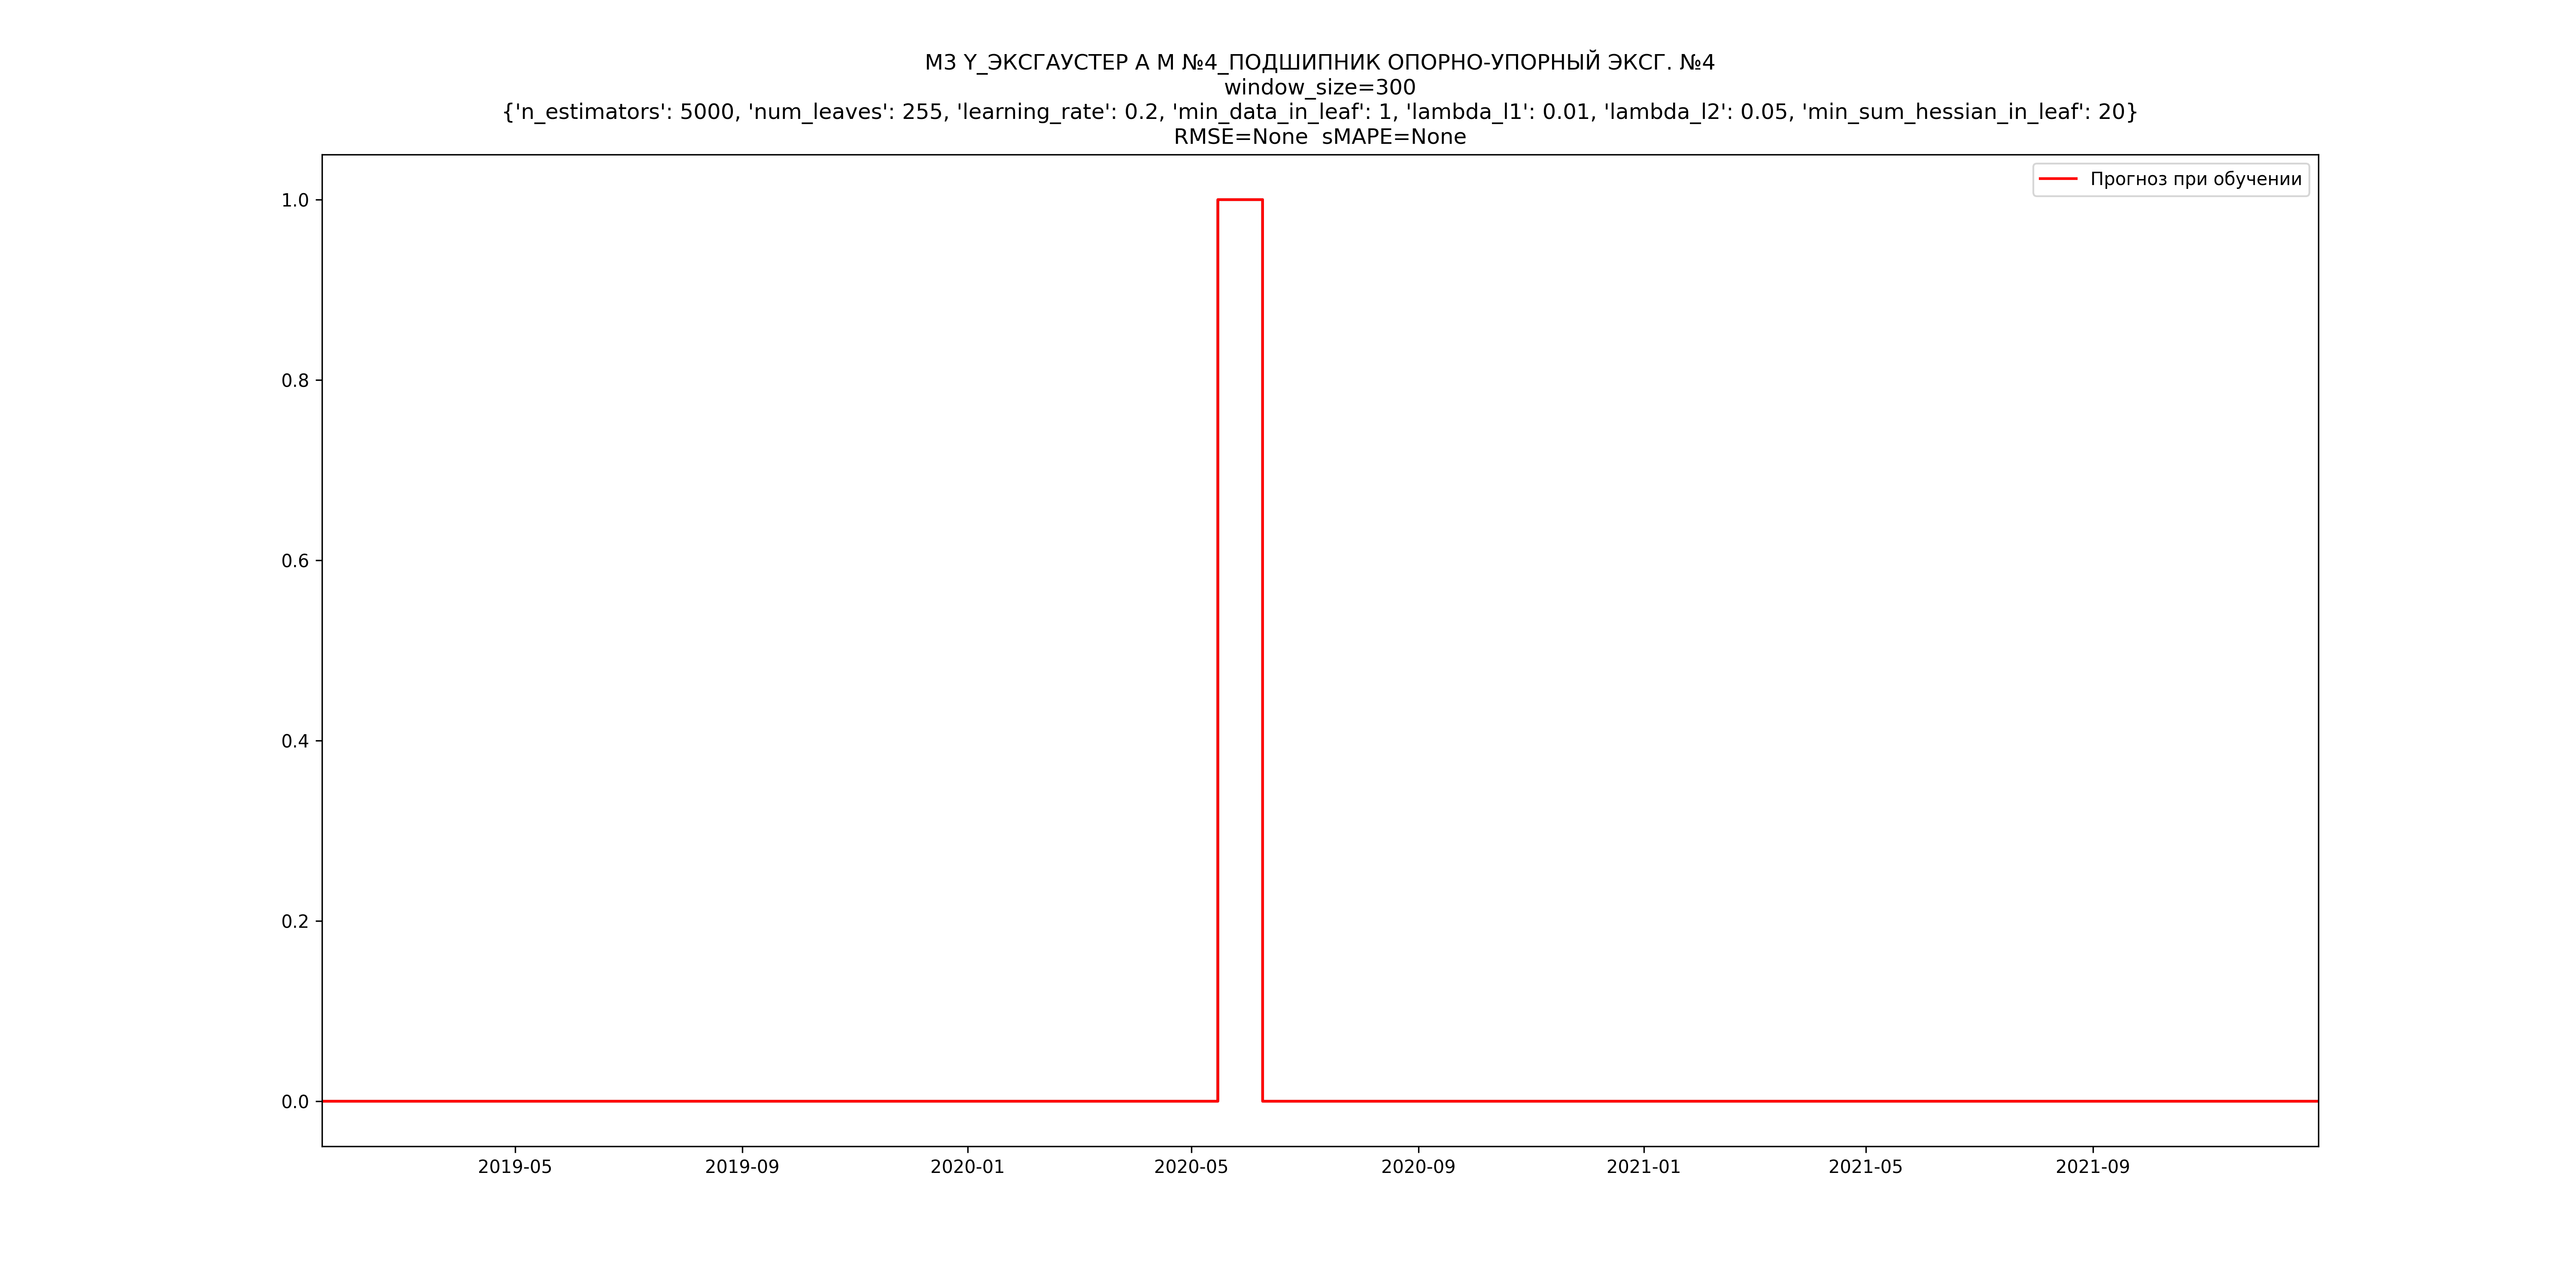 М3 Y_ЭКСГАУСТЕР А М №4_ПОДШИПНИК ОПОРНО-УПОРНЫЙ ЭКСГ. №4
window_size=300
{'n_estimators': 5000, 'num_leaves': 255, 'learning_rate': 0.2, 'min_data_in_leaf': 1, 'lambda_l1': 0.01, 'lambda_l2': 0.05, 'min_sum_hessian_in_leaf': 20}
RMSE=None  sMAPE=None
Прогноз при обучении
1.0
0.8
0.6
0.4
0.2
0.0
2019-05
2019-09
2020-01
2020-05
2020-09
2021-01
2021-05
2021-09